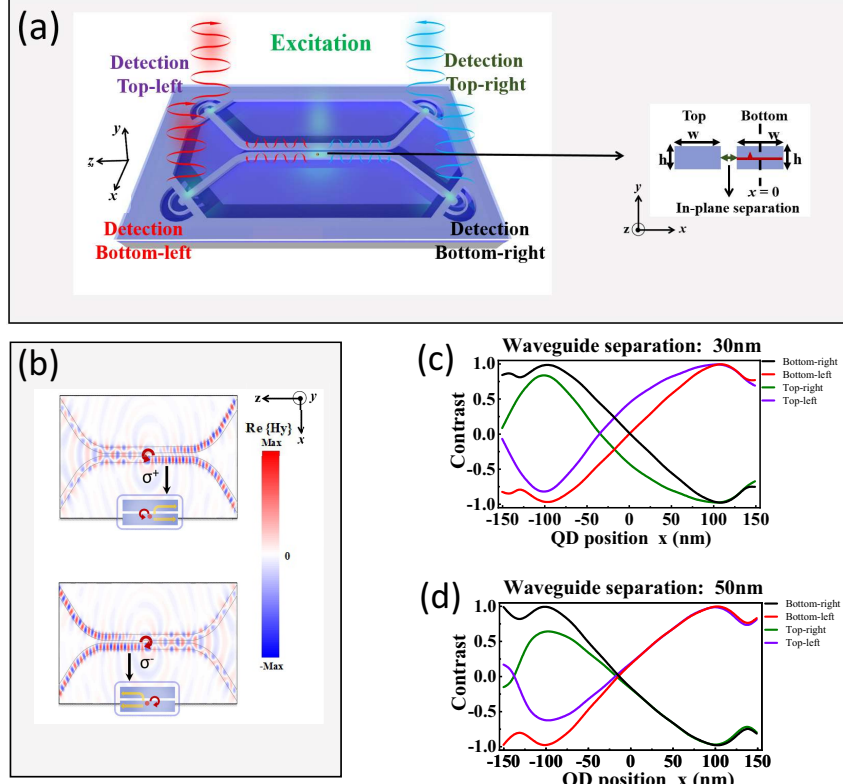 (a)
Excitation
Detection
Top-left
Detection
Top-right
y
z
x
Detection
Bottom-left
Detection
Bottom-right
Top
Bottom
w
w
h
h
x = 0
In-plane separation
y
z
x
(b)
z
y
x
Re {Hy}
Max
0
-Max
σ+
σ-
(c)
Waveguide separation: 30nm
Contrast
1.0
0.5
0.0
-0.5
-1.0
-150
-100
-50
0
50
100
150
QD position x (nm)
Bottom-right
Bottom-left
Top-right
Top-left
(d)
Waveguide separation: 50nm
Contrast
1.0
0.5
0.0
-0.5
-1.0
-150
-100
-50
0
50
100
150
QD position x (nm)
Bottom-right
Bottom-left
Top-right
Top-left